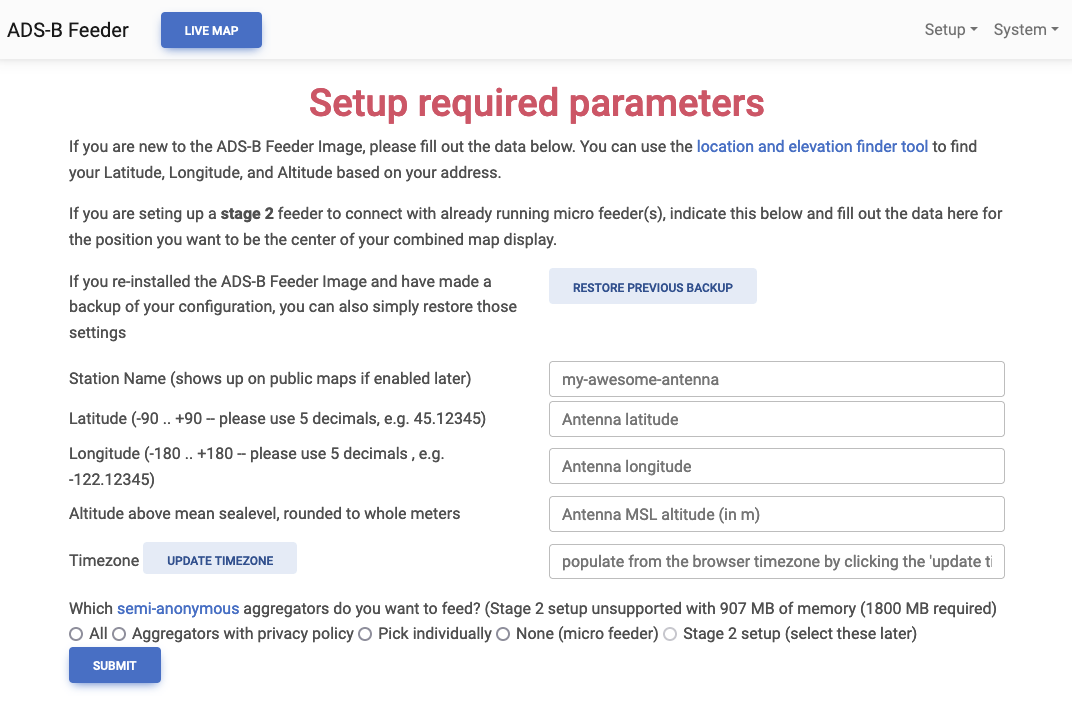 ADS-B Feeder
LIVE MAP
Setup
System
Setup required parameters
If you are new to the ADS-B Feeder Image, please fill out the data below. You can use the location and elevation finder tool to find
your Latitude, Longitude, and Altitude based on your address.
If you are seting up a stage 2 feeder to connect with already running micro feeder(s), indicate this below and fill out the data here for
the position you want to be the center of your combined map display.
If you re-installed the ADS-B Feeder Image and have made a
backup of your configuration, you can also simply restore those
settings
RESTORE PREVIOUS BACKUP
Station Name (shows up on public maps if enabled later)
my-awesome-antenna
Latitude (-90 .. +90 -- please use 5 decimals, e.g. 45.12345)
Antenna latitude
Longitude (-180 .. +180 -- please use 5 decimals , e.g.
-122.12345)
Antenna longitude
Altitude above mean sealevel, rounded to whole meters
Antenna MSL altitude (in m)
Timezone
UPDATE TIMEZONE
populate from the browser timezone by clicking the 'update ti
Which semi-anonymous aggregators do you want to feed? (Stage 2 setup unsupported with 907 MB of memory (1800 MB required)
All Aggregators with privacy policy Pick individually None (micro feeder) Stage 2 setup (select these later)
SUBMIT